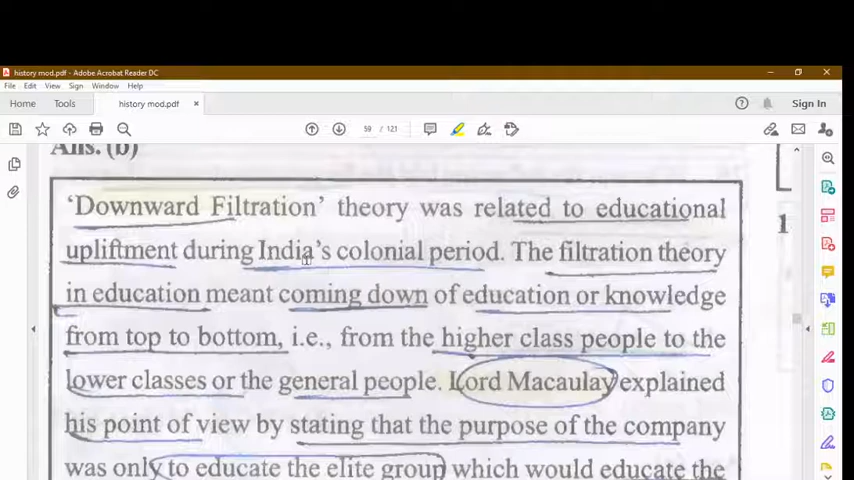 history mod.pdf - Adobe Acrobat Reader DC
File Edit View Sign Window Help
Home Tools history mod.pdf × Sign In
59 / 121
Ans. (b)
'Downward Filtration' theory was related to educational
upliftment during India's colonial period. The filtration theory
in education meant coming down of education or knowledge
from top to bottom, i.e., from the higher class people to the
lower classes or the general people. Lord Macaulay explained
his point of view by stating that the purpose of the company
was only to educate the elite group which would educate the
1